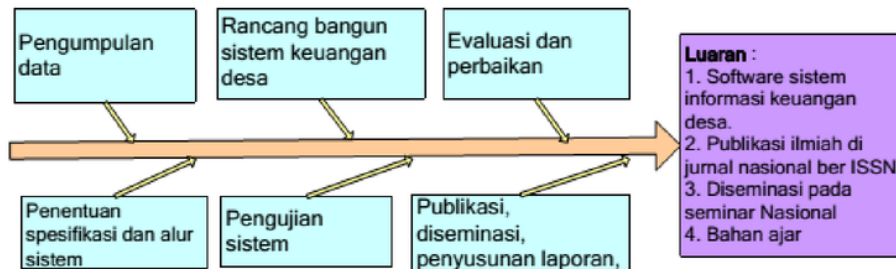 Pengumpulan
data
Rancang bangun
sistem keuangan
desa
Evaluasi dan
perbaikan
Penentuan
spesifikasi dan alur
sistem
Pengujian
sistem
Publikasi,
diseminasi,
penyusunan laporan,
Luaran :
1. Software sistem
informasi keuangan
desa.
2. Publikasi ilmiah di
jurnal nasional ber ISSN
3. Diseminasi pada
seminar Nasional
4. Bahan ajar